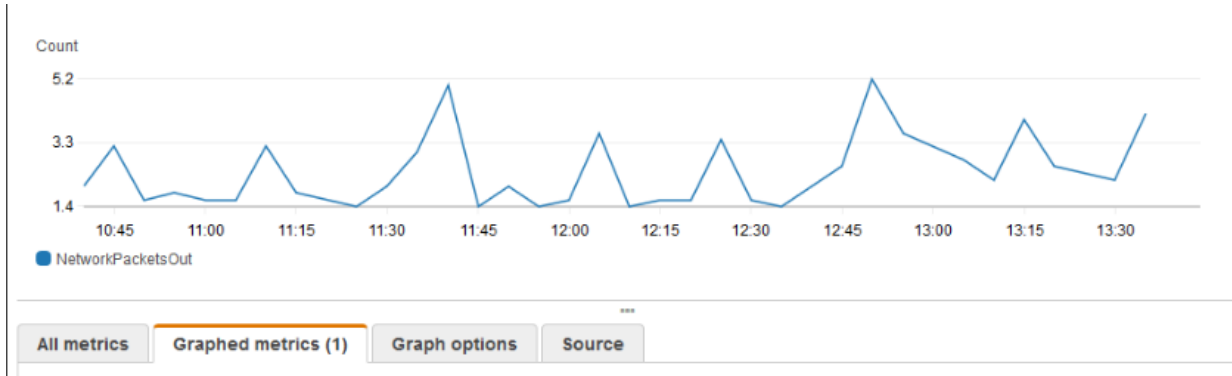 Count
5.2
3.3
1.4
10:45 11:00 11:15 11:30 11:45 12:00 12:15 12:30 12:45 13:00 13:15 13:30
NetworkPacketsOut
All metrics Graphed metrics (1) Graph options Source